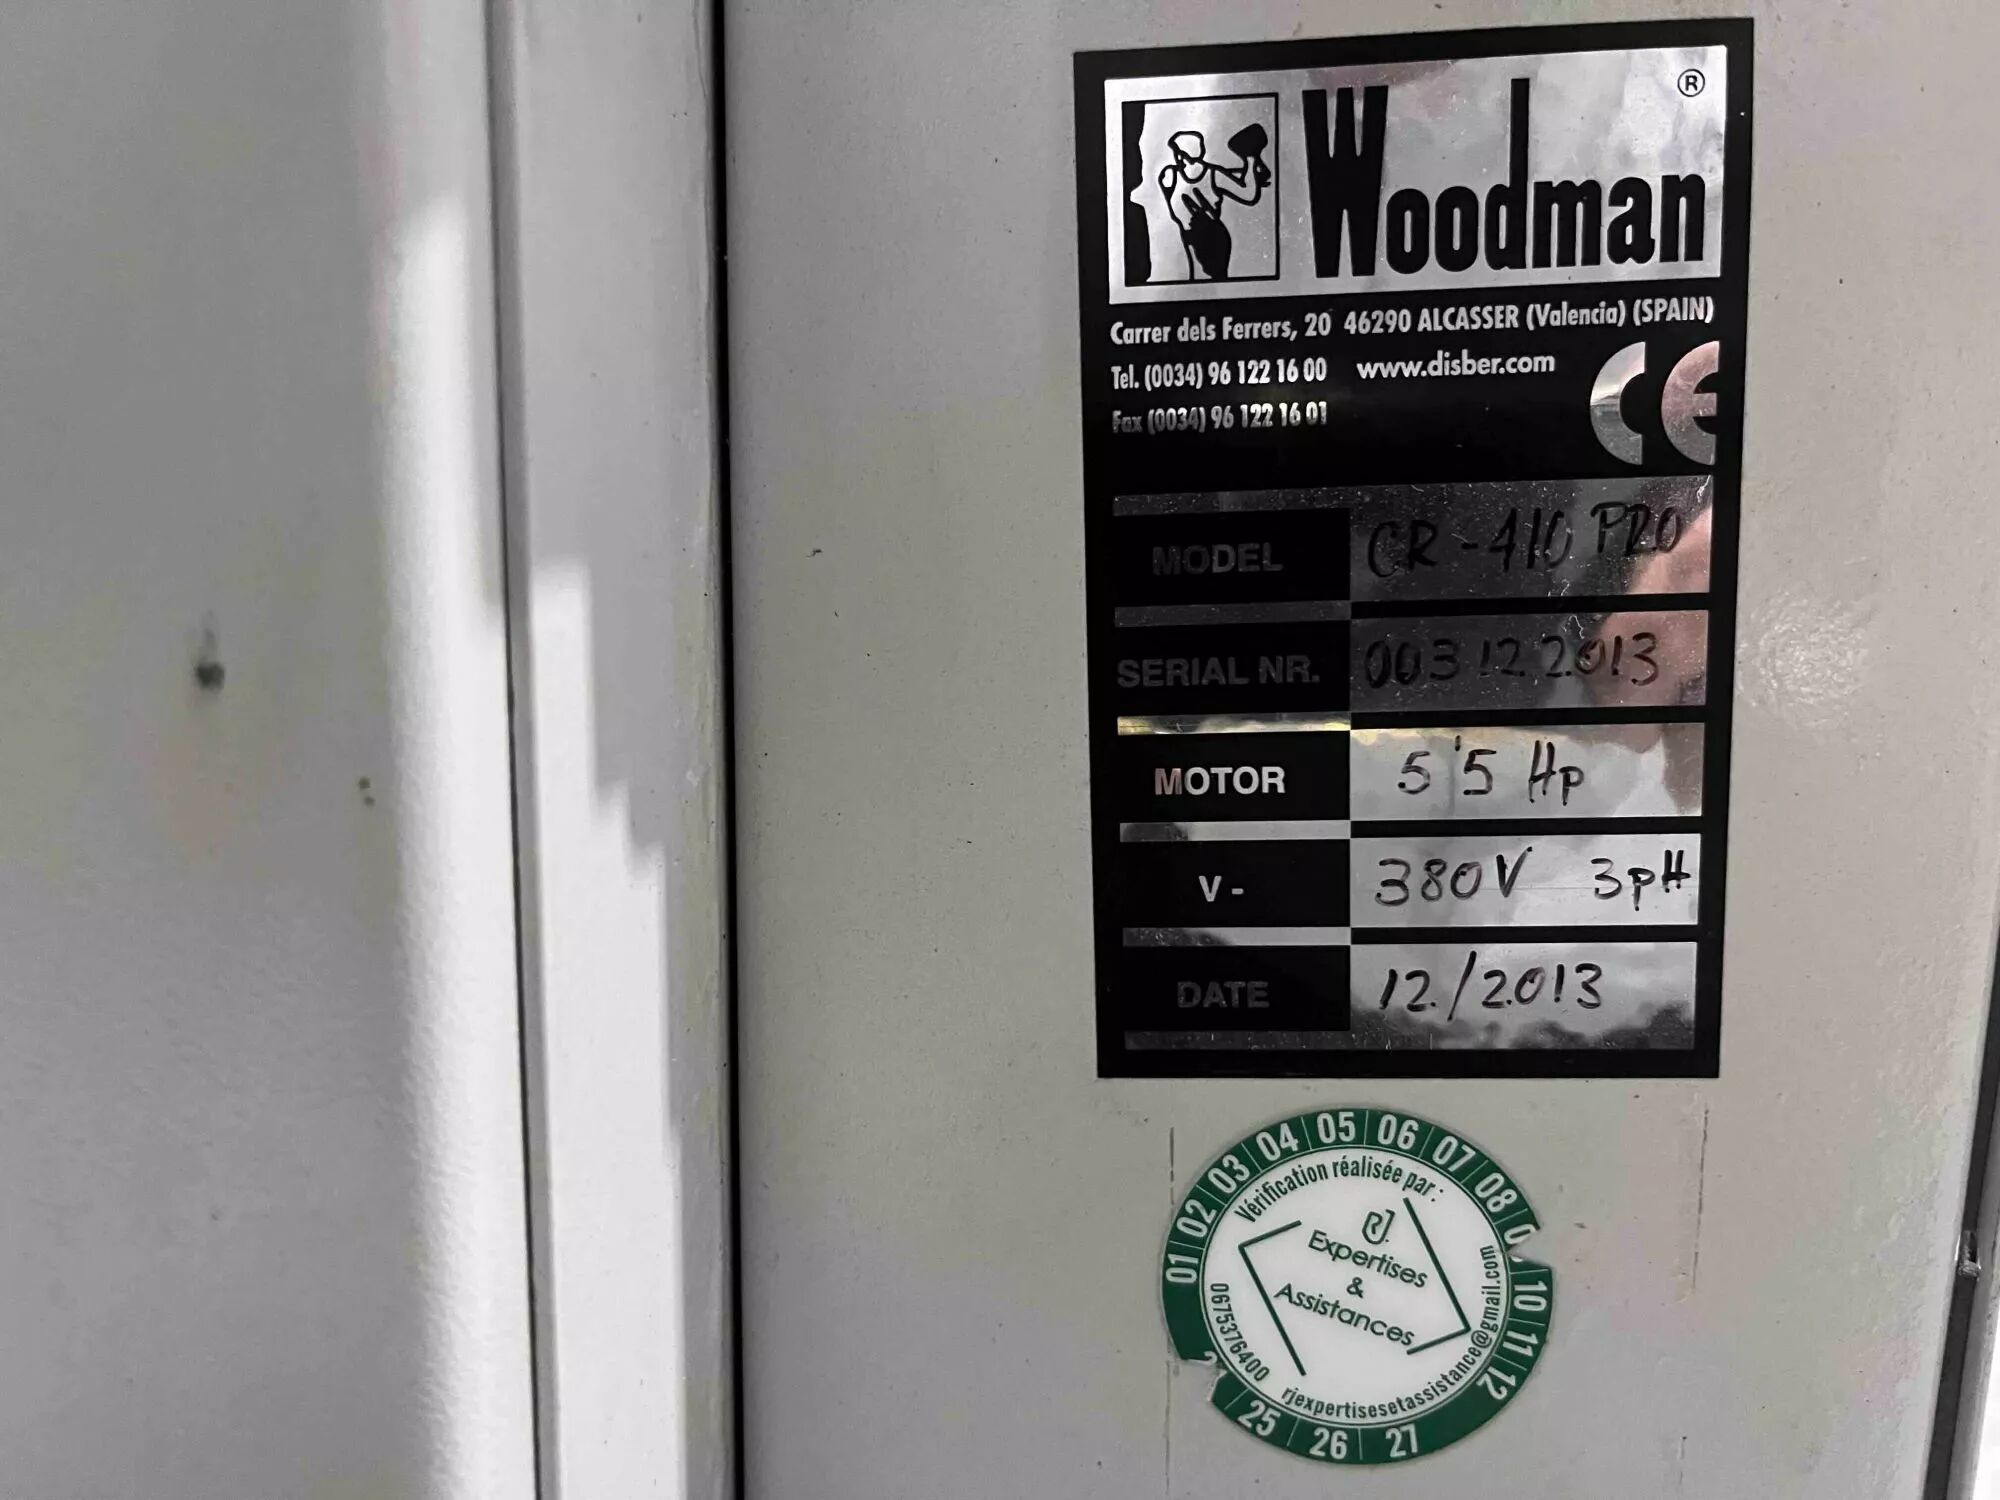 Woodman ®
Carrer dels Ferrers, 20 46290 ALCASSER (Valencia) (SPAIN)
Tel. (0034) 96 122 16 00 www.disber.com
Fax (0034) 96 122 16 01
CE
MODEL CR-410 PRO
SERIAL NR. 003122013
MOTOR 5'5 Hp
V- 380V 3pH
DATE 12/2013
01 02 03 04 05 06 07 08 10 11 12
Vérification réalisée par :
RJ
Expertises
&
Assistances
0675376400
rjexpertisesetassistance@gmail.com
25 26 27